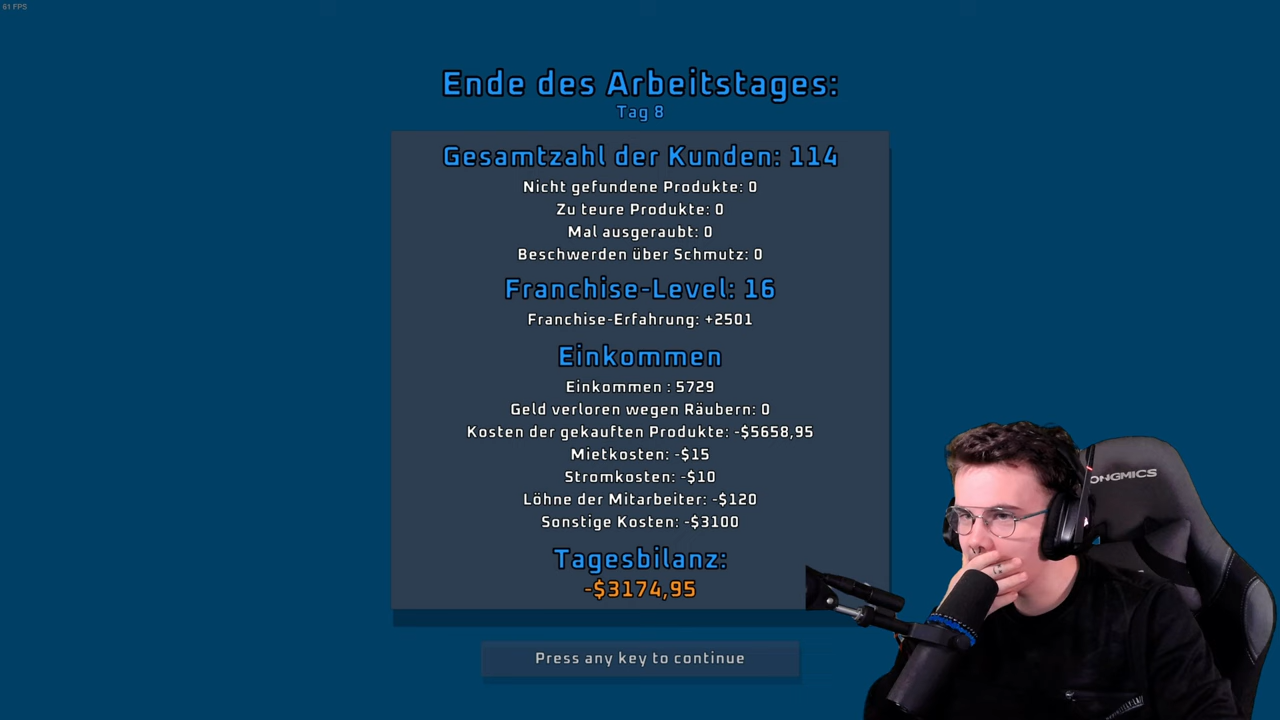 61 FPS
Ende des Arbeitstages:
Tag 8
Gesamtzahl der Kunden: 114
Nicht gefundene Produkte: 0
Zu teure Produkte: 0
Mal ausgeraubt: 0
Beschwerden über Schmutz: 0
Franchise-Level: 16
Franchise-Erfahrung: +2501
Einkommen
Einkommen : 5729
Geld verloren wegen Räubern: 0
Kosten der gekauften Produkte: -$5658,95
Mietkosten: -$15
Stromkosten: -$10
Löhne der Mitarbeiter: -$120
Sonstige Kosten: -$3100
Tagesbilanz:
-$3174,95
Press any key to continue
ONGMICS